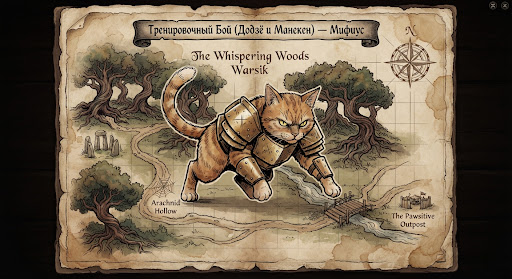 Тренировочный Бой (Додзё и Манекен) — Мифиус
N
The Whispering Woods
Warsik
Arachnid
Hollow
The Pawsitive
Outpost